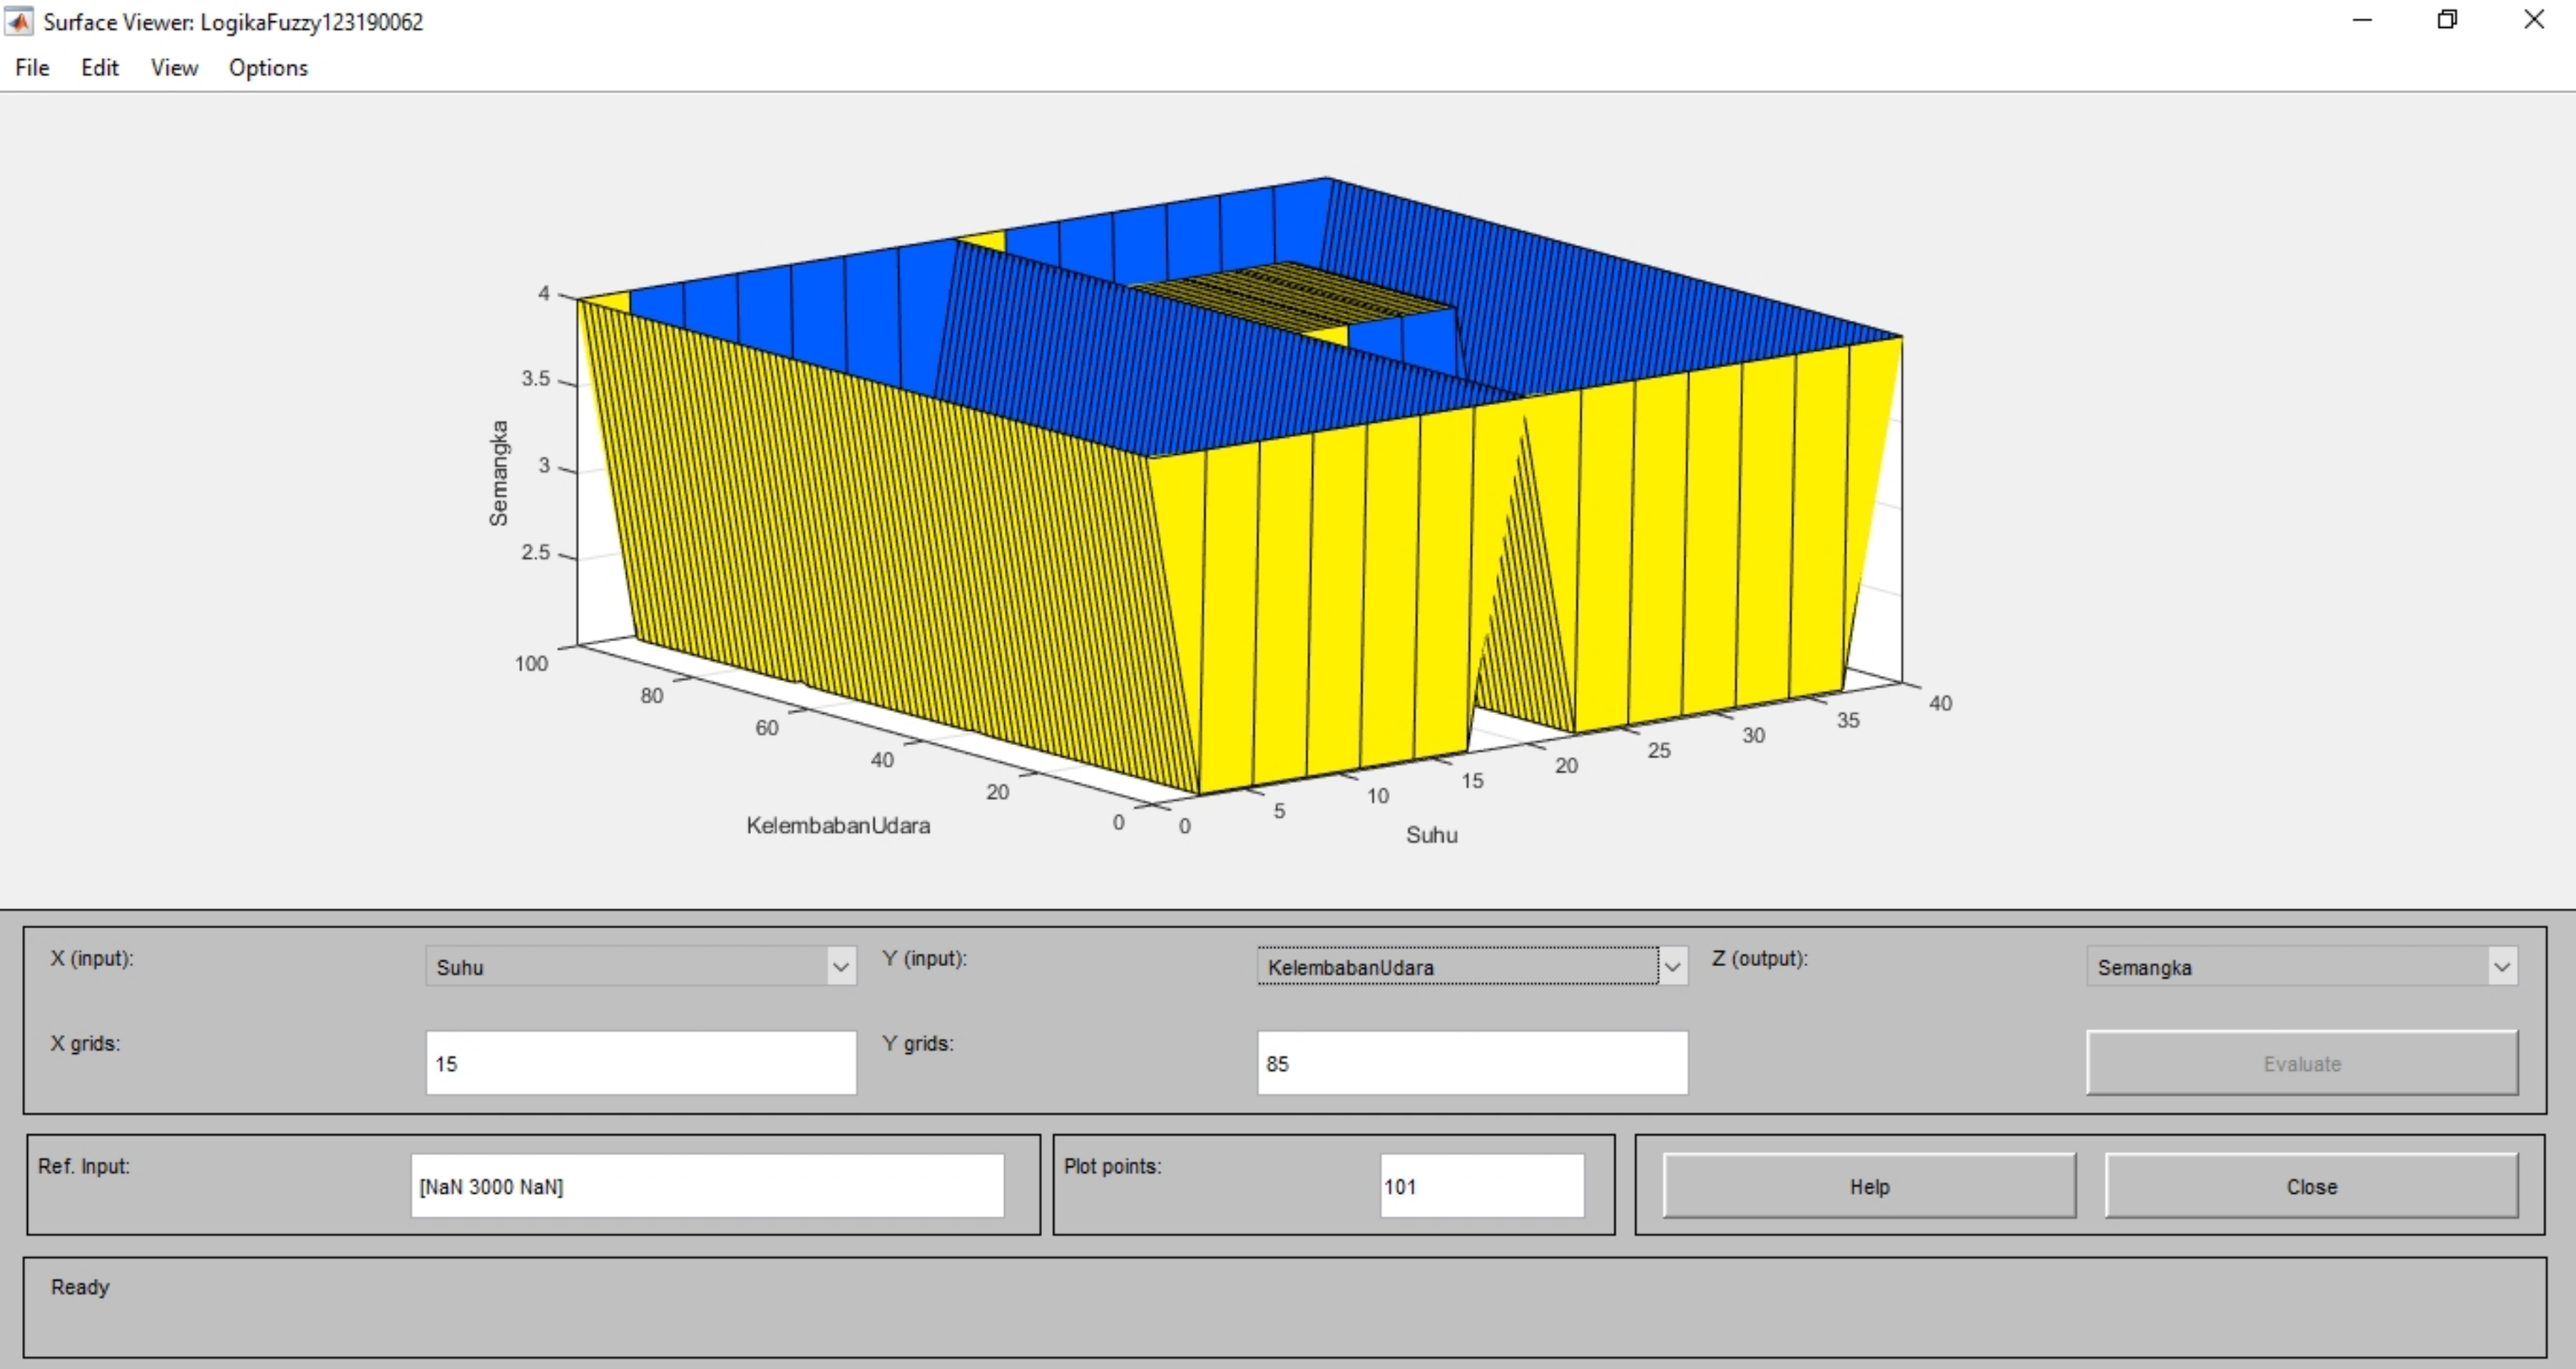 Surface Viewer: LogikaFuzzy123190062
File Edit View Options
4
3.5
3
2.5
Semangka
100
80
60
40
20
0
KelembabanUdara
0
5
10
15
20
25
30
35
40
Suhu
X (input): Suhu Y (input): KelembabanUdara Z (output): Semangka
X grids: 15 Y grids: 85 Evaluate
Ref. Input: [NaN 3000 NaN] Plot points: 101 Help Close
Ready